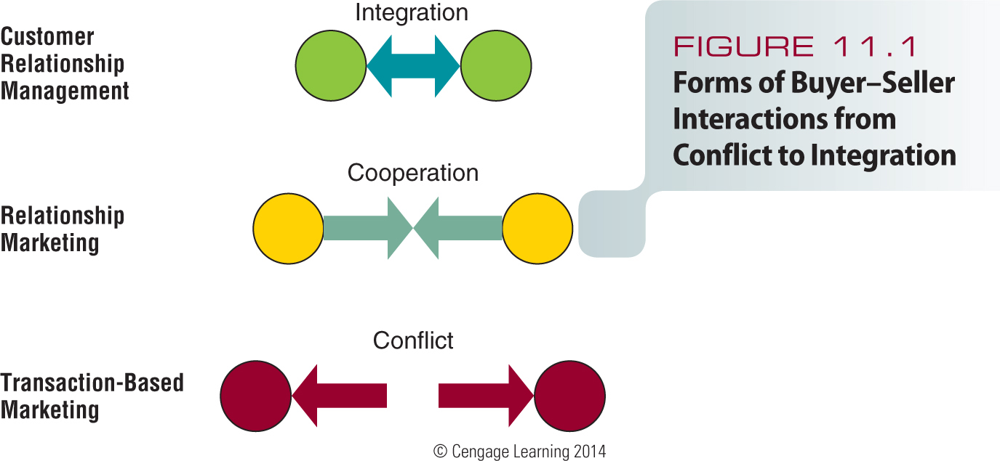 Integration
Customer
Relationship
Management
FIGURE 11.1
Forms of Buyer–Seller
Interactions from
Conflict to Integration
Cooperation
Relationship
Marketing
Conflict
Transaction-Based
Marketing
© Cengage Learning 2014